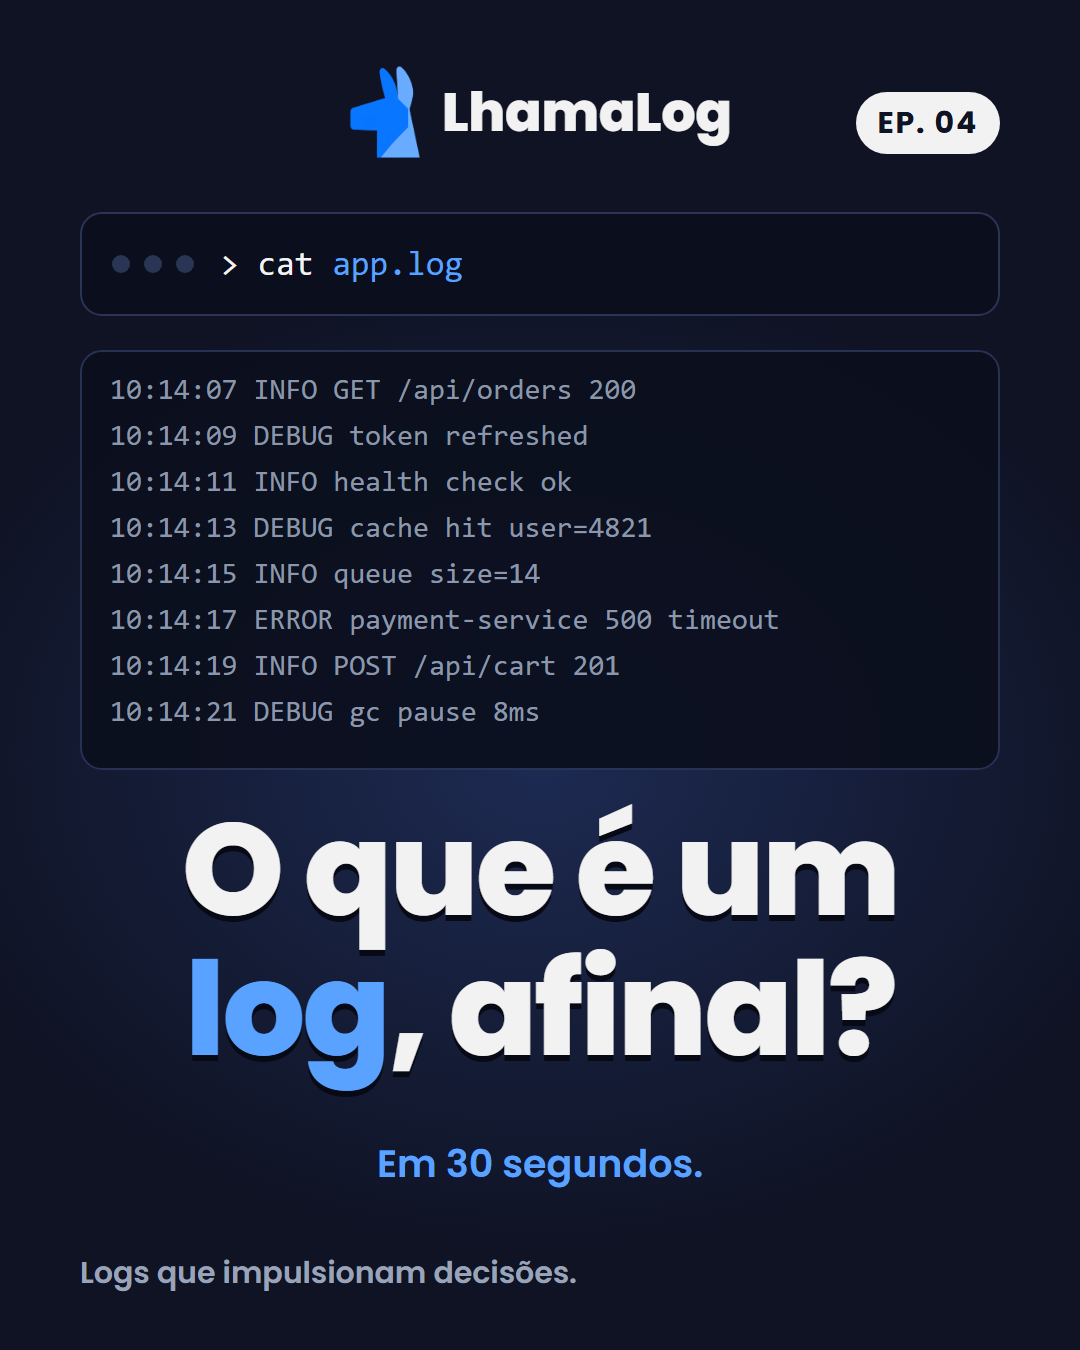 LhamaLog
EP. 04
> cat app.log
10:14:07 INFO GET /api/orders 200
10:14:09 DEBUG token refreshed
10:14:11 INFO health check ok
10:14:13 DEBUG cache hit user=4821
10:14:15 INFO queue size=14
10:14:17 ERROR payment-service 500 timeout
10:14:19 INFO POST /api/cart 201
10:14:21 DEBUG gc pause 8ms
O que é um
log, afinal?
Em 30 segundos.
Logs que impulsionam decisões.